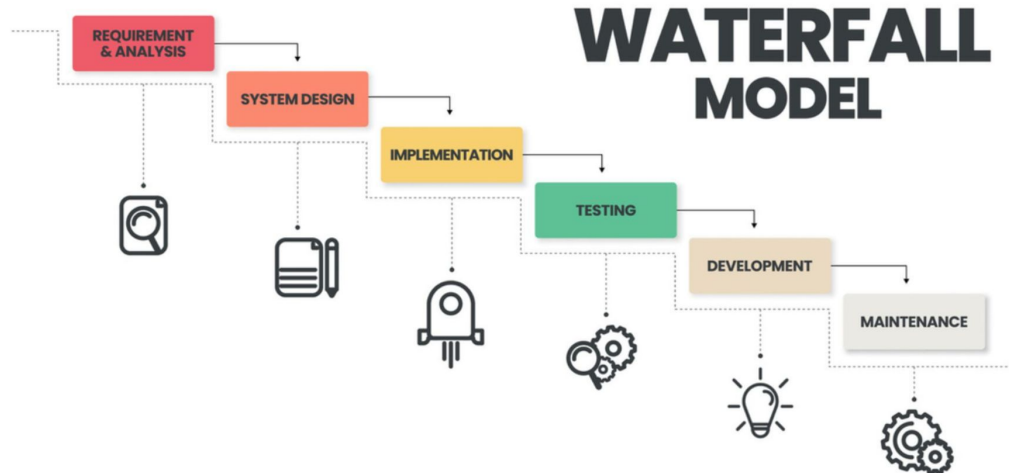 WATERFALL
MODEL
REQUIREMENT
& ANALYSIS
SYSTEM DESIGN
IMPLEMENTATION
TESTING
DEVELOPMENT
MAINTENANCE